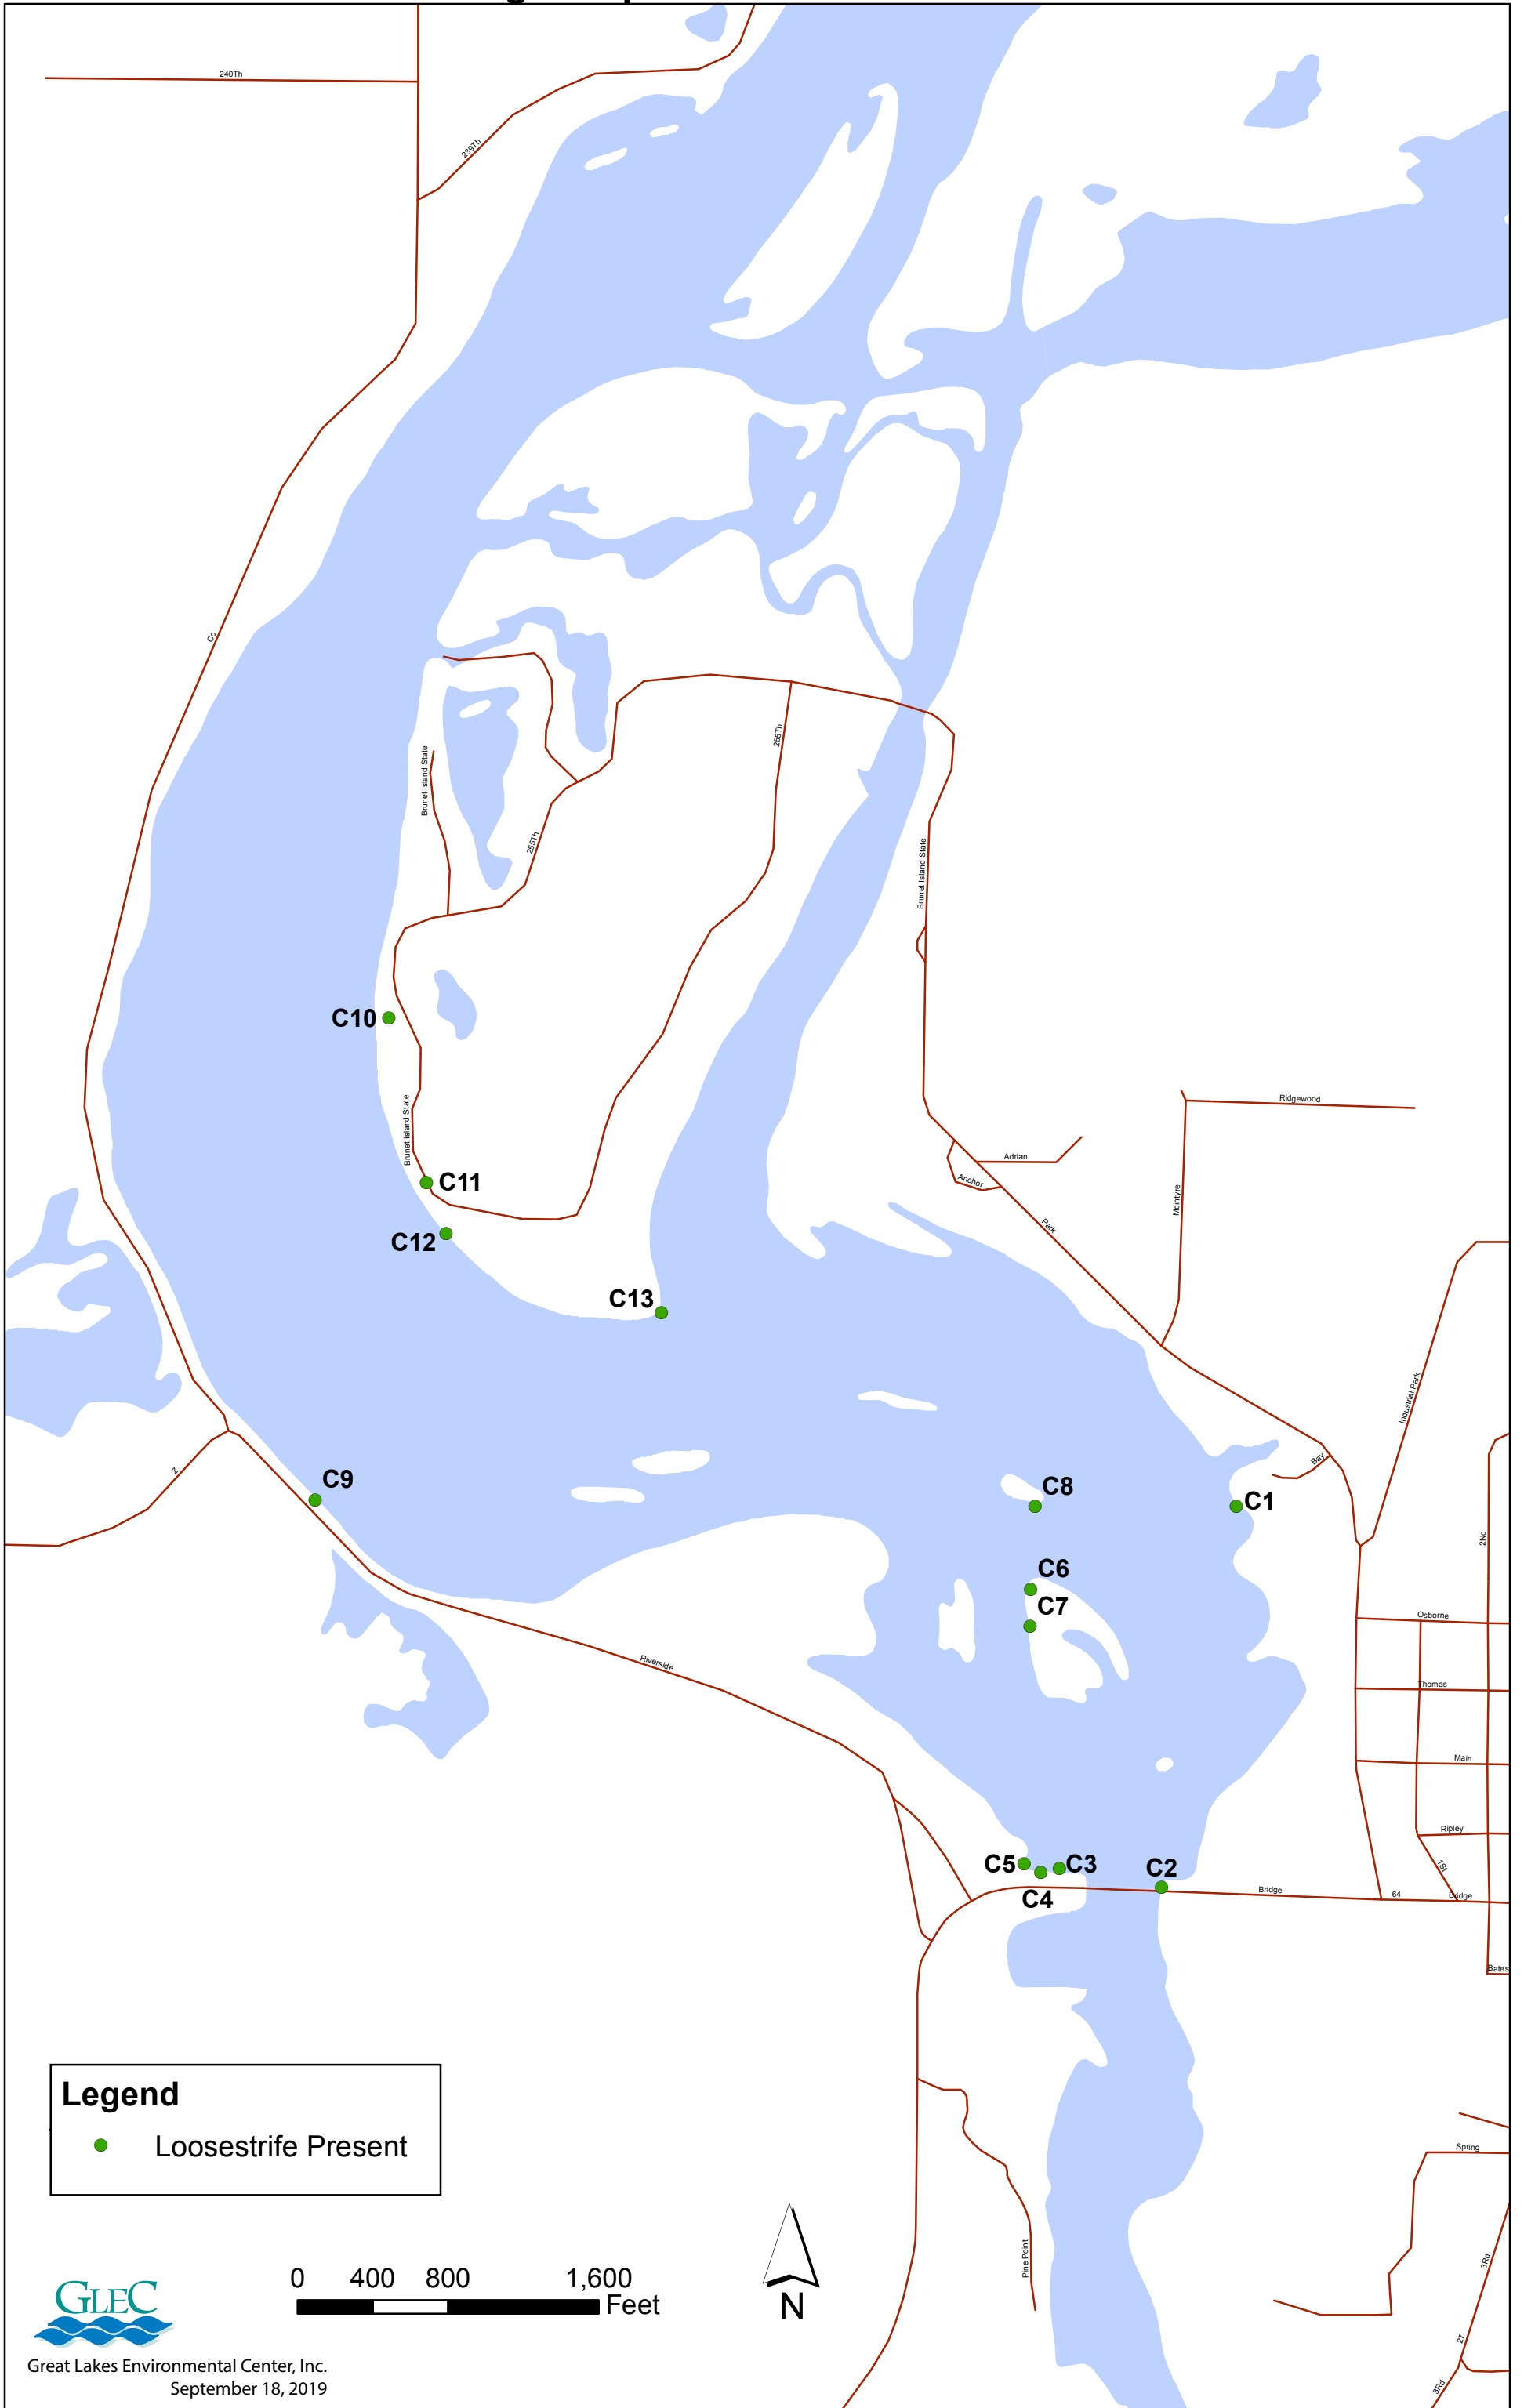 240Th
239Th
Cc
Brunet Island State
255Th
255Th
Brunet Island State
C10
Brunet Island State
C11
C12
C13
Ridgewood
Adrian
Anchor
Park
Mcintyre
Industrial Park
Bay
2Nd
Z
C9
C8
C1
C6
C7
Osborne
Thomas
Main
Ripley
1St
Riverside
C5
C3
C4
C2
Bridge
64
Bridge
Bates
Spring
3Rd
27
3Rd
Pine Point
Legend
Loosestrife Present
0 400 800 1,600
Feet
N
GLEC
Great Lakes Environmental Center, Inc.
September 18, 2019